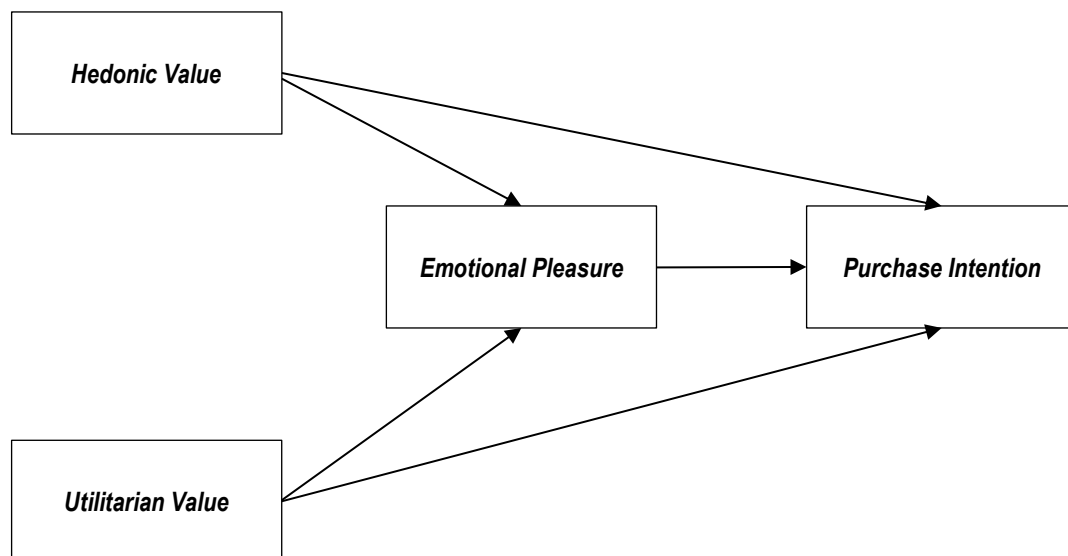 Hedonic Value
Emotional Pleasure
Purchase Intention
Utilitarian Value